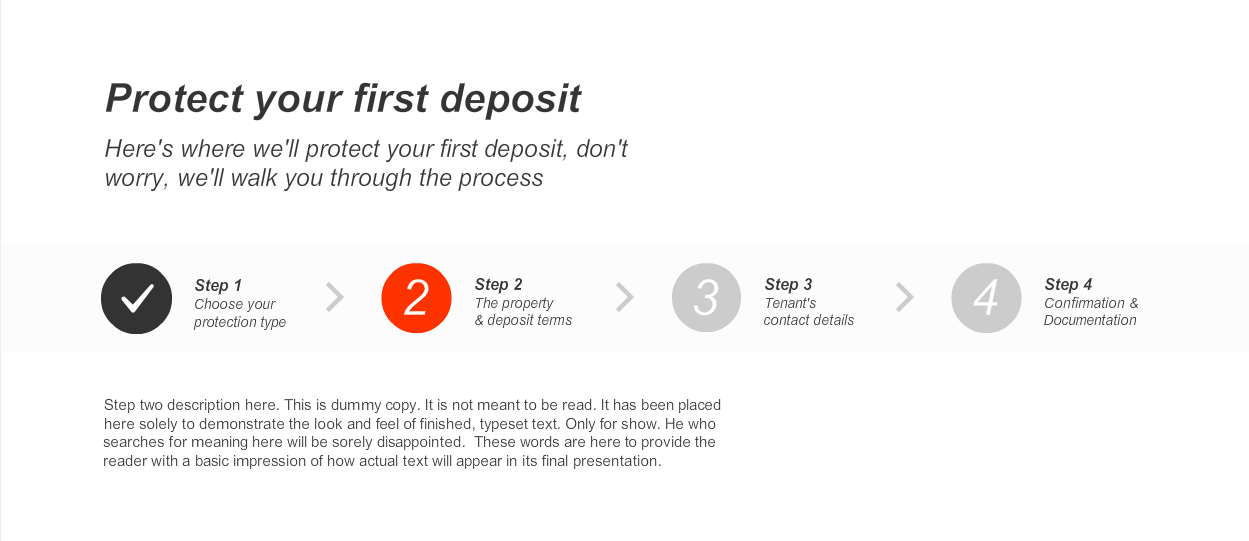 Protect your first deposit
Here's where we'll protect your first deposit, don't
worry, we'll walk you through the process
Step 1
Choose your
protection type
2
Step 2
The property
& deposit terms
3
Step 3
Tenant's
contact details
4
Step 4
Confirmation &
Documentation
Step two description here. This is dummy copy. It is not meant to be read. It has been placed
here solely to demonstrate the look and feel of finished, typeset text. Only for show. He who
searches for meaning here will be sorely disappointed.  These words are here to provide the
reader with a basic impression of how actual text will appear in its final presentation.